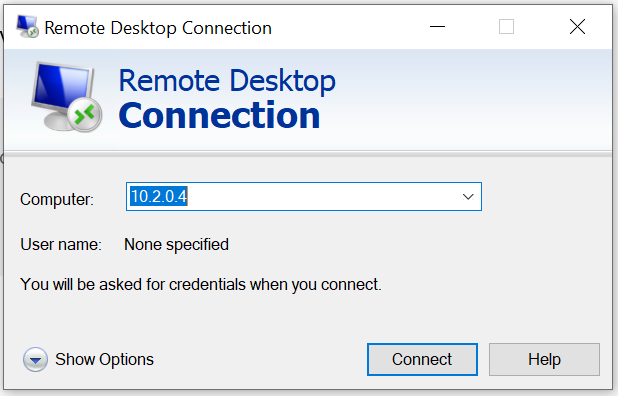 Remote Desktop Connection
Remote Desktop
Connection
Computer:
10.2.0.4
User name:
None specified
You will be asked for credentials when you connect.
Show Options
Connect
Help